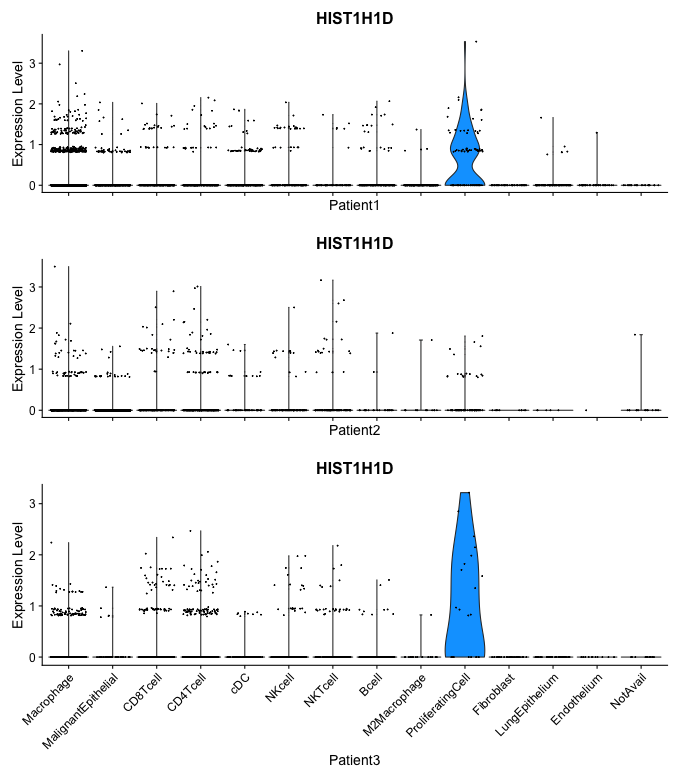 HIST1H1D
Expression Level
3
2
1
0
Patient1
HIST1H1D
Expression Level
3
2
1
0
Patient2
HIST1H1D
Expression Level
3
2
1
0
Macrophage
MalignantEpithelial
CD8Tcell
CD4Tcell
cDC
NKcell
NKTcell
Bcell
M2Macrophage
ProliferatingCell
Fibroblast
LungEpithelium
Endothelium
NotAvail
Patient3